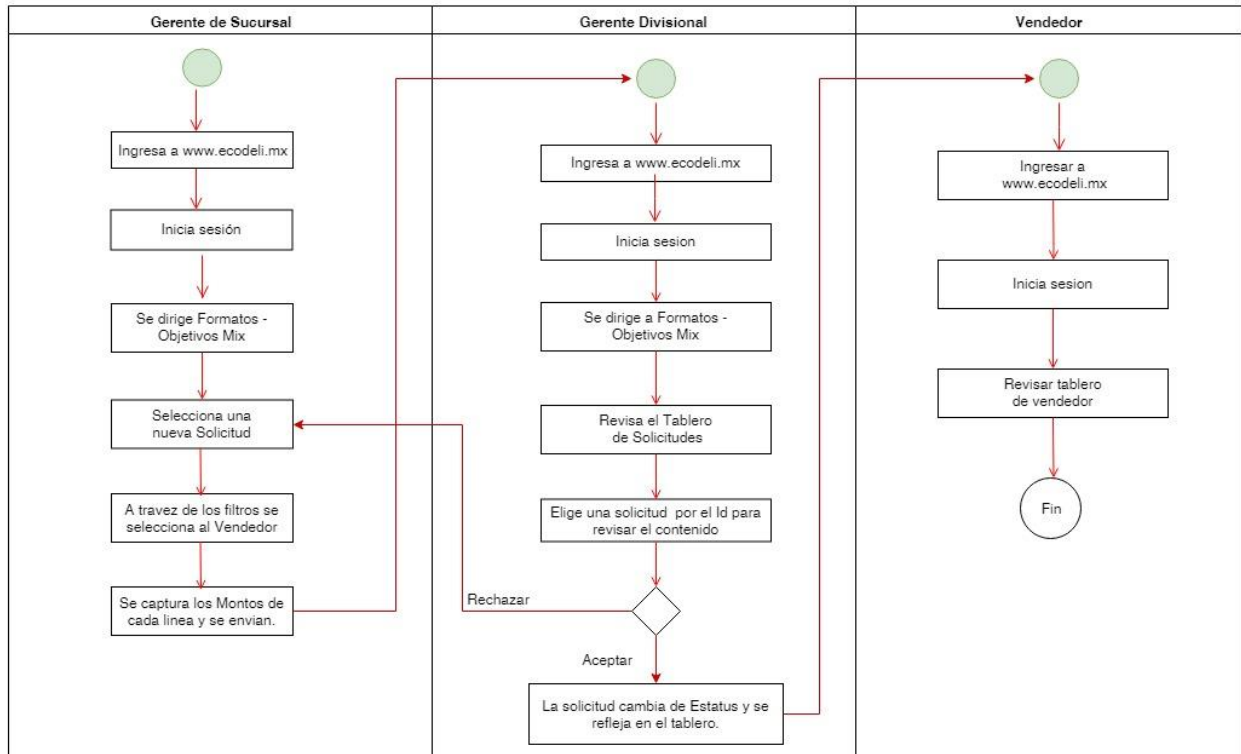 Gerente de Sucursal
Ingresa a www.ecodeli.mx
Inicia sesión
Se dirige Formatos -
Objetivos Mix
Selecciona una
nueva Solicitud
A travez de los filtros se
selecciona al Vendedor
Se captura los Montos de
cada linea y se envian.
Gerente Divisional
Ingresa a www.ecodeli.mx
Inicia sesion
Se dirige a Formatos -
Objetivos Mix
Revisa el Tablero
de Solicitudes
Elige una solicitud por el Id para
revisar el contenido
Rechazar
Aceptar
La solicitud cambia de Estatus y se
refleja en el tablero.
Vendedor
Ingresar a
www.ecodeli.mx
Inicia sesion
Revisar tablero
de vendedor
Fin